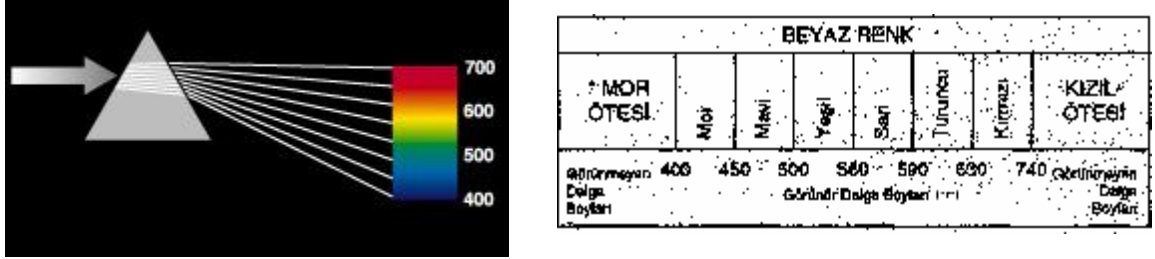 700
600
500
400
BEYAZ RENK
* MOR
ÖTESİ
Mor
Mavi
Yeşil
Sarı
Turuncu
Kırmızı
KIZIL
ÖTESİ
400 450 500 560 590 630 740
Görünmeyen
Dalga
Boyları
Görünür Dalga Boyları
Görünmeyen
Dalga
Boyları